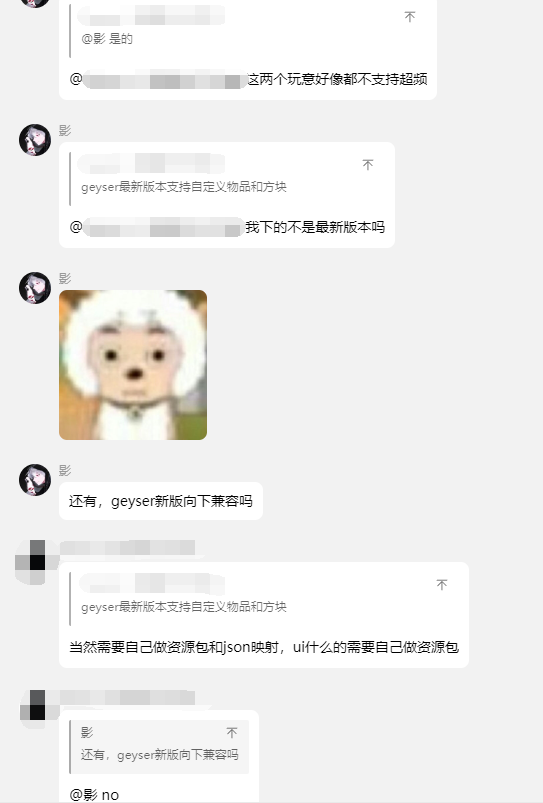 @影 是的
@这两个玩意好像都不支持超频
影
geyser最新版本支持自定义物品和方块
@我下的不是最新版本吗
影
影
还有，geyser新版向下兼容吗
geyser最新版本支持自定义物品和方块
当然需要自己做资源包和json映射，ui什么的需要自己做资源包
影
还有，geyser新版向下兼容吗
@影 no